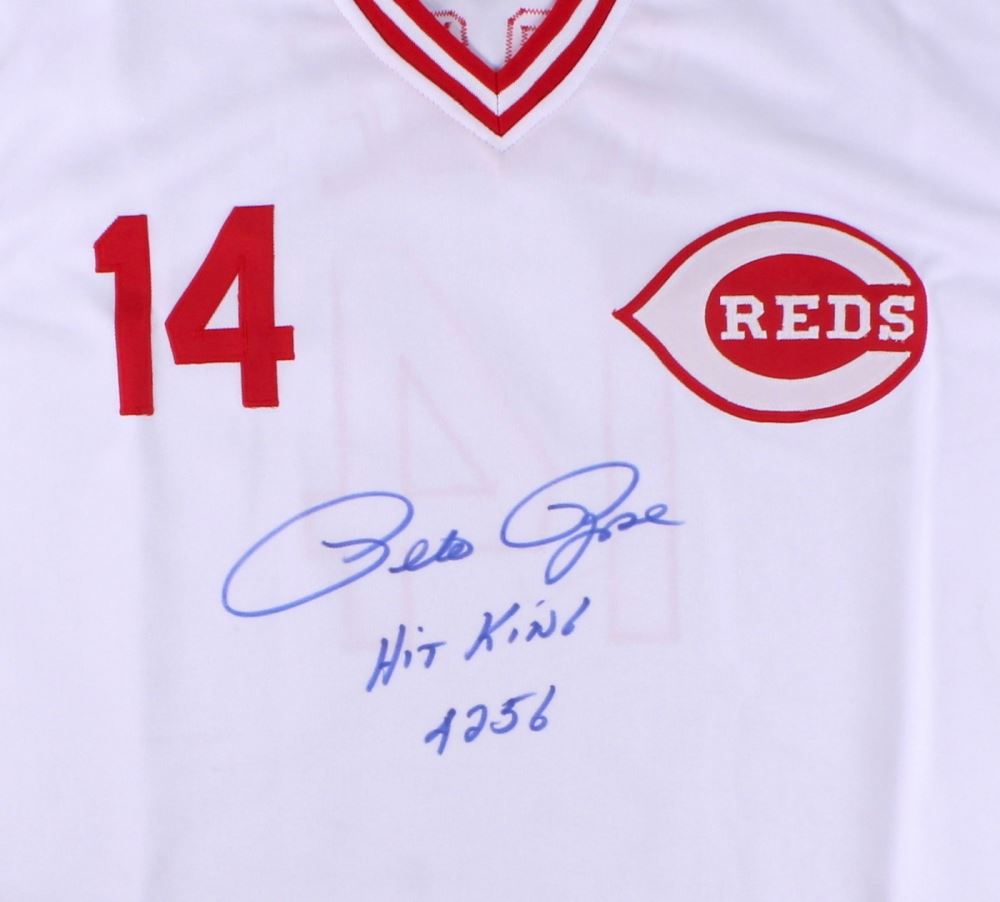 14
REDS
Pete Rose
Hit King
4256